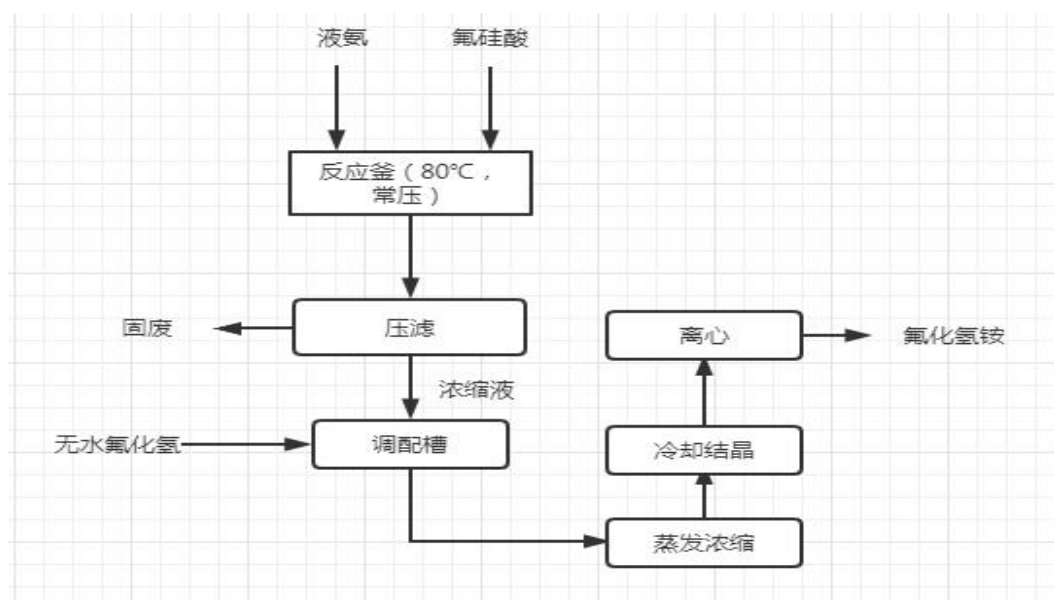 液氨
氟硅酸
反应釜（80℃，
常压）
固废
压滤
离心
氟化氢铵
浓缩液
无水氟化氢
调配槽
冷却结晶
蒸发浓缩